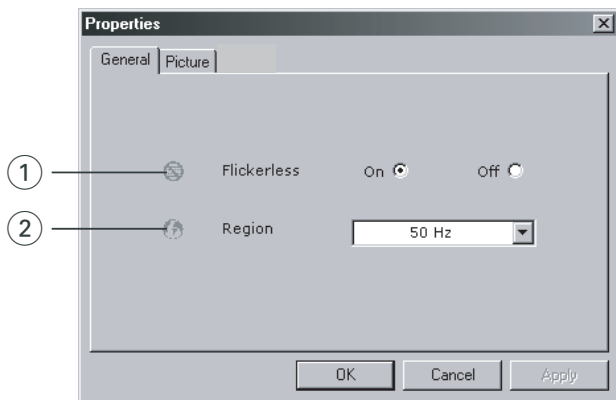 Properties
General Picture
1 Flickerless On Off
2 Region 50 Hz
OK Cancel Apply